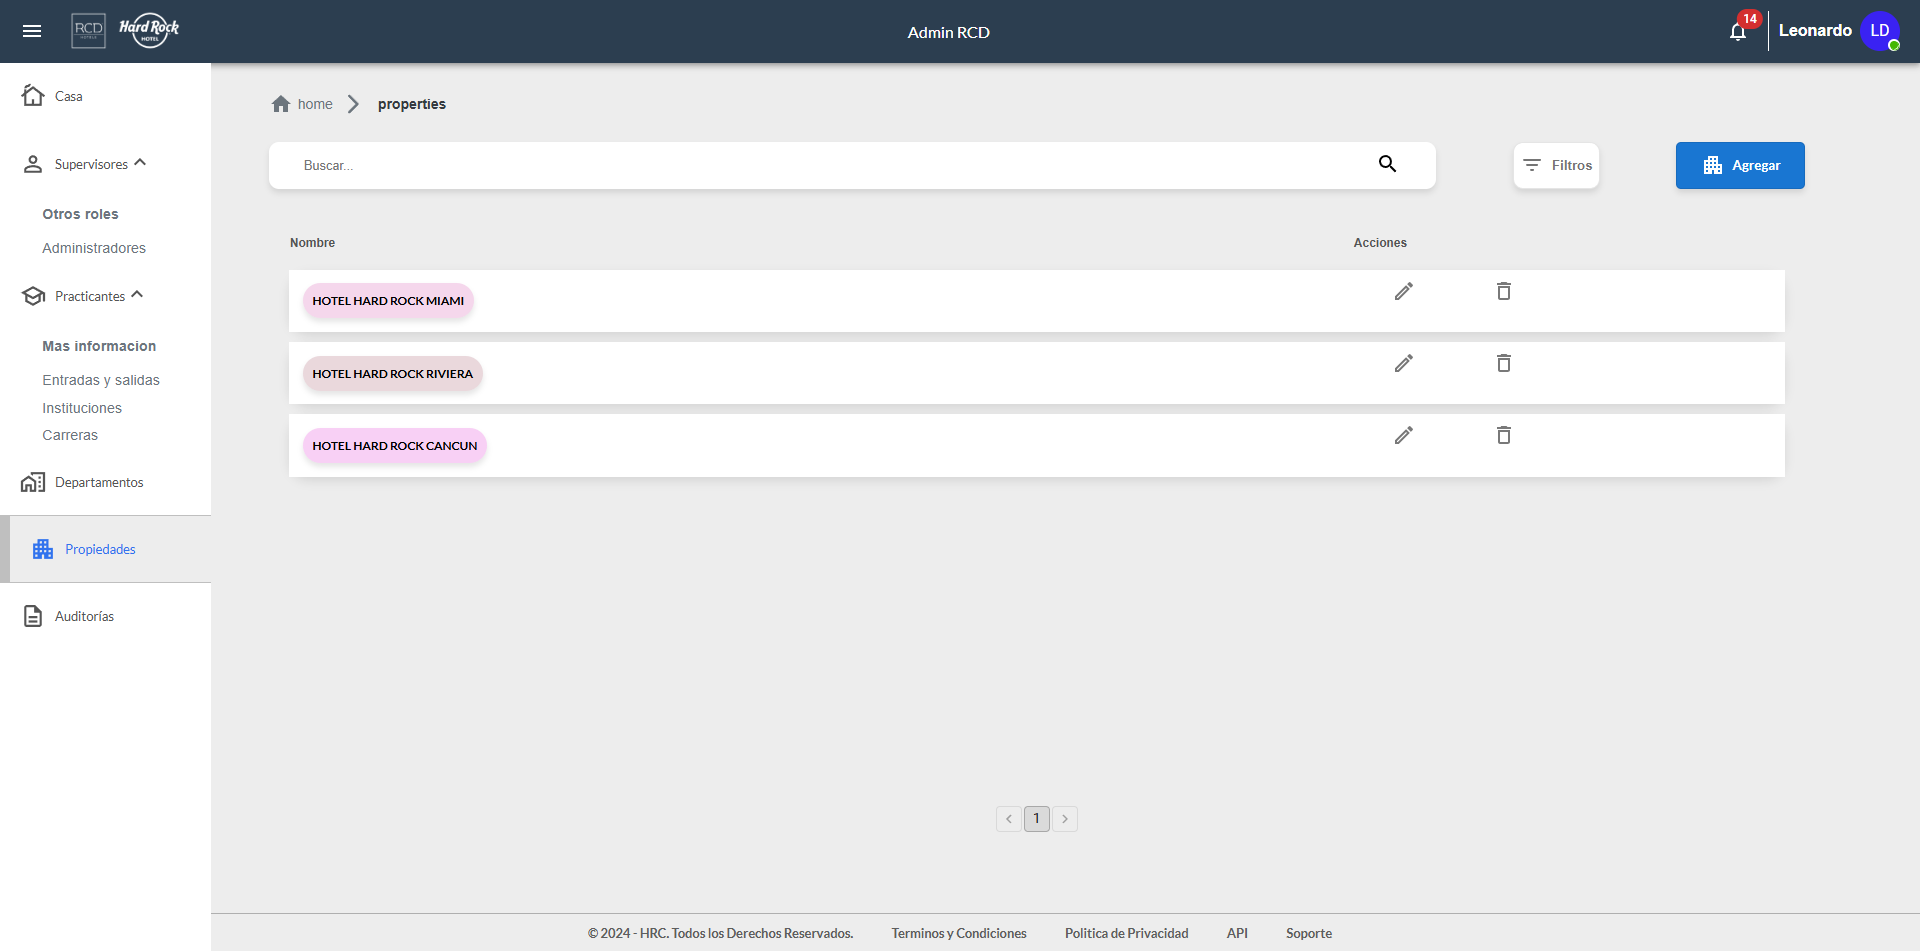 RCD
HOTELS
Hard Rock
HOTEL
Admin RCD
14
Leonardo
LD
Casa
Supervisores
Otros roles
Administradores
Practicantes
Mas informacion
Entradas y salidas
Instituciones
Carreras
Departamentos
Propiedades
Auditorías
home
properties
Buscar...
Filtros
Agregar
Nombre
Acciones
HOTEL HARD ROCK MIAMI
HOTEL HARD ROCK RIVIERA
HOTEL HARD ROCK CANCUN
1
© 2024 - HRC. Todos los Derechos Reservados.
Terminos y Condiciones
Politica de Privacidad
API
Soporte